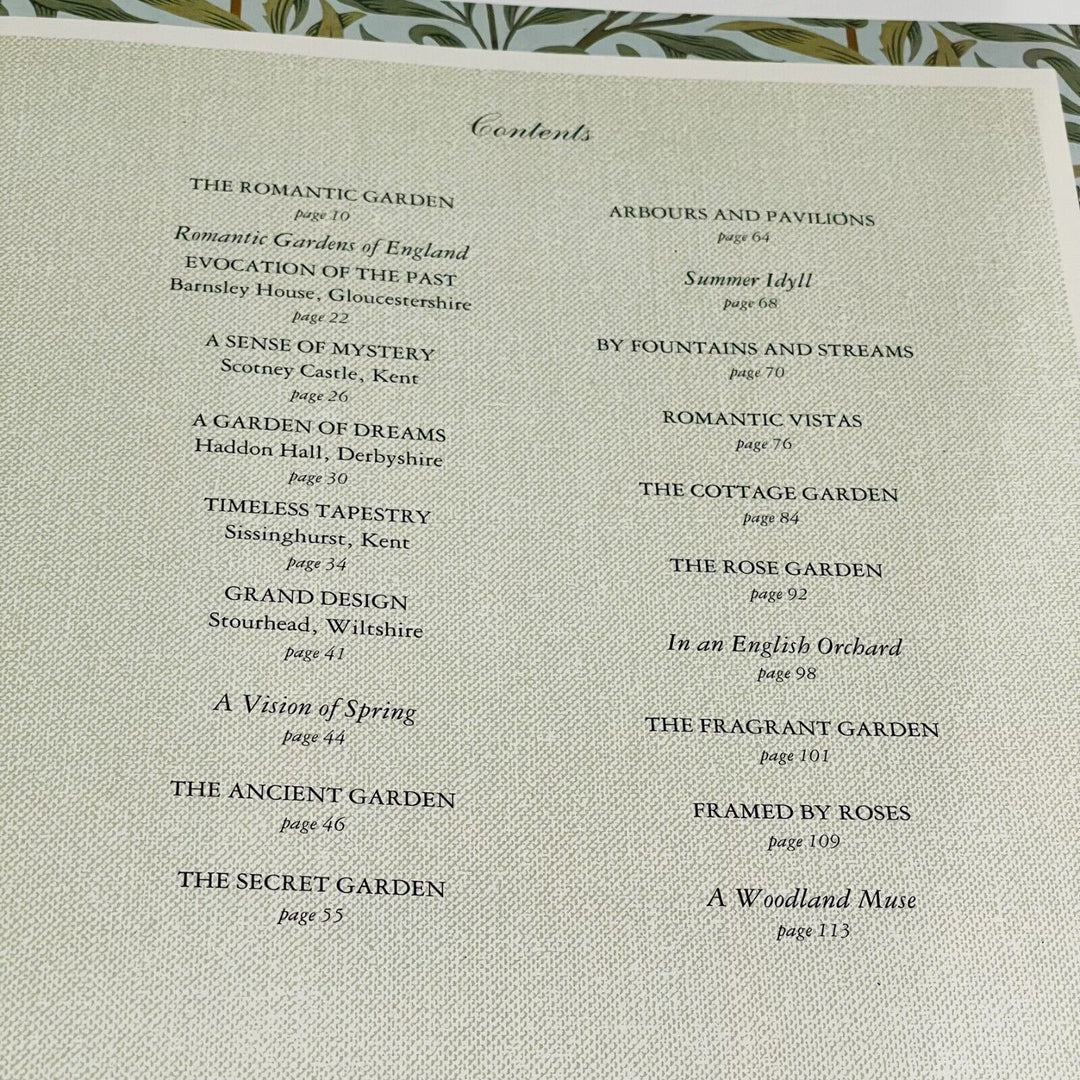 Contents
THE ROMANTIC GARDEN
page 10
Romantic Gardens of England
EVOCATION OF THE PAST
Barnsley House, Gloucestershire
page 22
A SENSE OF MYSTERY
Scotney Castle, Kent
page 26
A GARDEN OF DREAMS
Haddon Hall, Derbyshire
page 30
TIMELESS TAPESTRY
Sissinghurst, Kent
page 34
GRAND DESIGN
Stourhead, Wiltshire
page 41
A Vision of Spring
page 44
THE ANCIENT GARDEN
page 46
THE SECRET GARDEN
page 55
ARBOURS AND PAVILIONS
page 64
Summer Idyll
page 68
BY FOUNTAINS AND STREAMS
page 70
ROMANTIC VISTAS
page 76
THE COTTAGE GARDEN
page 84
THE ROSE GARDEN
page 92
In an English Orchard
page 98
THE FRAGRANT GARDEN
page 101
FRAMED BY ROSES
page 109
A Woodland Muse
page 113